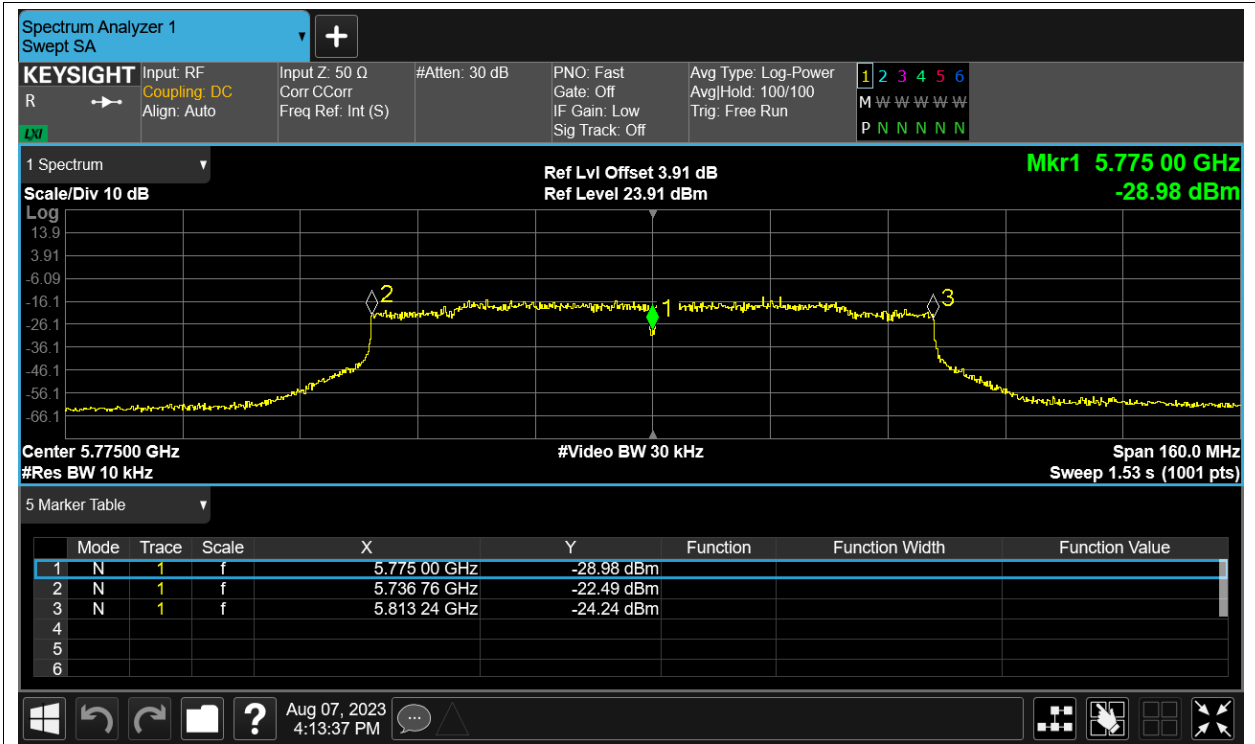 Spectrum Analyzer 1
Swept SA
KEYSIGHT
R
LXI
Input: RF
Coupling: DC
Align: Auto
Input Z: 50 Ω
Corr CCorr
Freq Ref: Int (S)
#Atten: 30 dB
PNO: Fast
Gate: Off
IF Gain: Low
Sig Track: Off
Avg Type: Log-Power
Avg|Hold: 100/100
Trig: Free Run
1 2 3 4 5 6
M W W W W W
P N N N N N
1 Spectrum
Scale/Div 10 dB
Ref Lvl Offset 3.91 dB
Ref Level 23.91 dBm
Mkr1 5.775 00 GHz
-28.98 dBm
Log
13.9
3.91
-6.09
-16.1
-26.1
-36.1
-46.1
-56.1
-66.1
2
1
3
Center 5.77500 GHz
#Res BW 10 kHz
#Video BW 30 kHz
Span 160.0 MHz
Sweep 1.53 s (1001 pts)
5 Marker Table
Mode Trace Scale X Y Function Function Width Function Value
1 N 1 f 5.775 00 GHz -28.98 dBm
2 N 1 f 5.736 76 GHz -22.49 dBm
3 N 1 f 5.813 24 GHz -24.24 dBm
4
5
6
?
Aug 07, 2023
4:13:37 PM